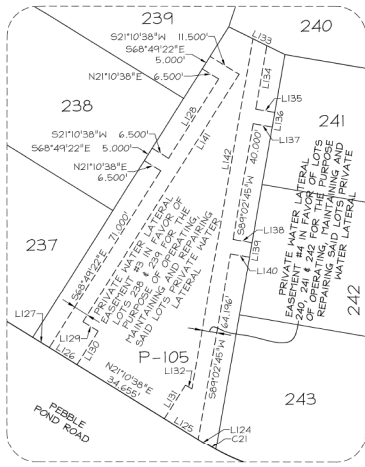 239
240
S21°10'38"W 11.500'
S68°49'22"E
5.000'
N21°10'38"E 6.500'
L133
L134
L135
L136
L137
238
241
L128
L141
S21°10'38"W 6.500'
S68°49'22"E 5.000'
N21°10'38"E
6.500'
L142
S89°02'45"W 40.000'
PRIVATE WATER LATERAL
EASEMENT #4 IN FAVOR OF LOTS
240, 241 & 242 FOR THE PURPOSE
OF OPERATING, MAINTAINING AND
REPAIRING SAID LOTS PRIVATE
WATER LATERAL
237
S68°49'22"E 71.000'
PRIVATE WATER LATERAL
EASEMENT #3 IN FAVOR OF
LOTS 238 & 239 FOR THE
PURPOSE OF OPERATING,
MAINTAINING AND REPAIRING
SAID LOTS PRIVATE WATER
LATERAL
L138
L139
L140
242
L127
L126
L129
L130
P-105
L132
L131
S89°02'45"W 64.196'
N21°10'38"E
34.655'
243
L125
L124
C21
PEBBLE
POND ROAD